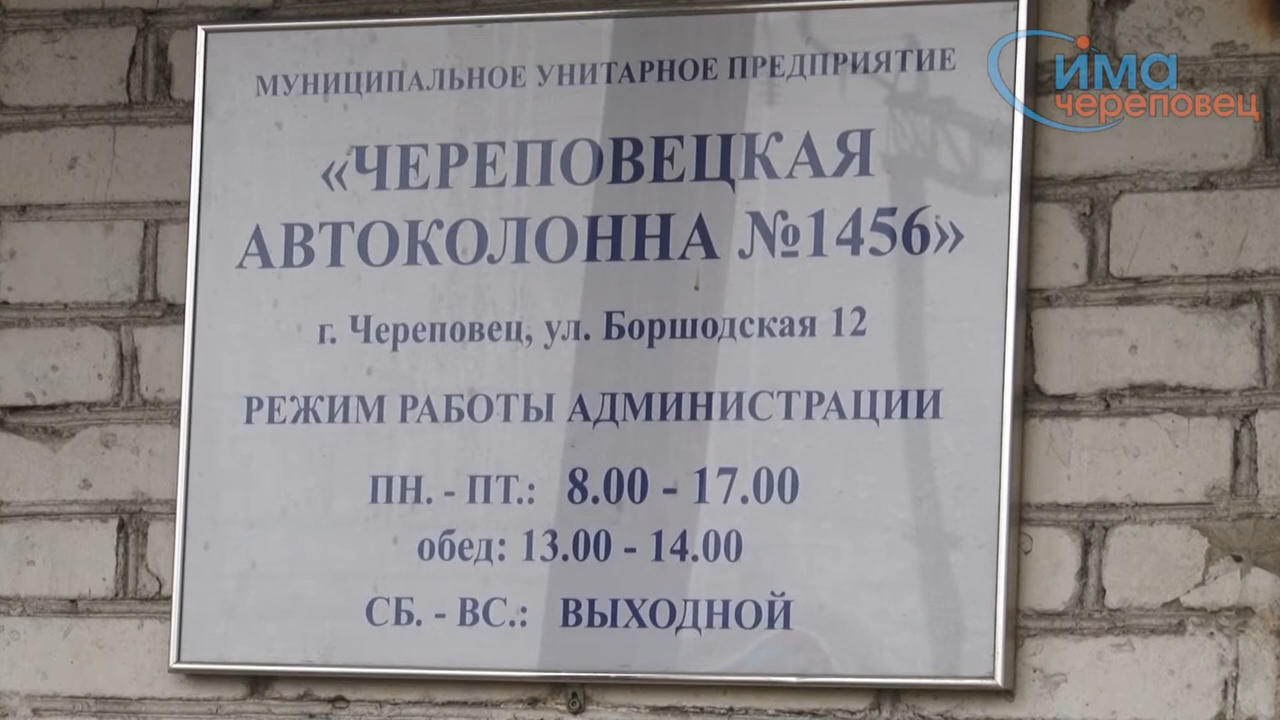 МУНИЦИПАЛЬНОЕ УНИТАРНОЕ ПРЕДПРИЯТИЕ
«ЧЕРЕПОВЕЦКАЯ
АВТОКОЛОННА №1456»
г. Череповец, ул. Боршодская 12
РЕЖИМ РАБОТЫ АДМИНИСТРАЦИИ
ПН. - ПТ.: 8.00 - 17.00
обед: 13.00 - 14.00
СБ. - ВС.: ВЫХОДНОЙ
има
череповец